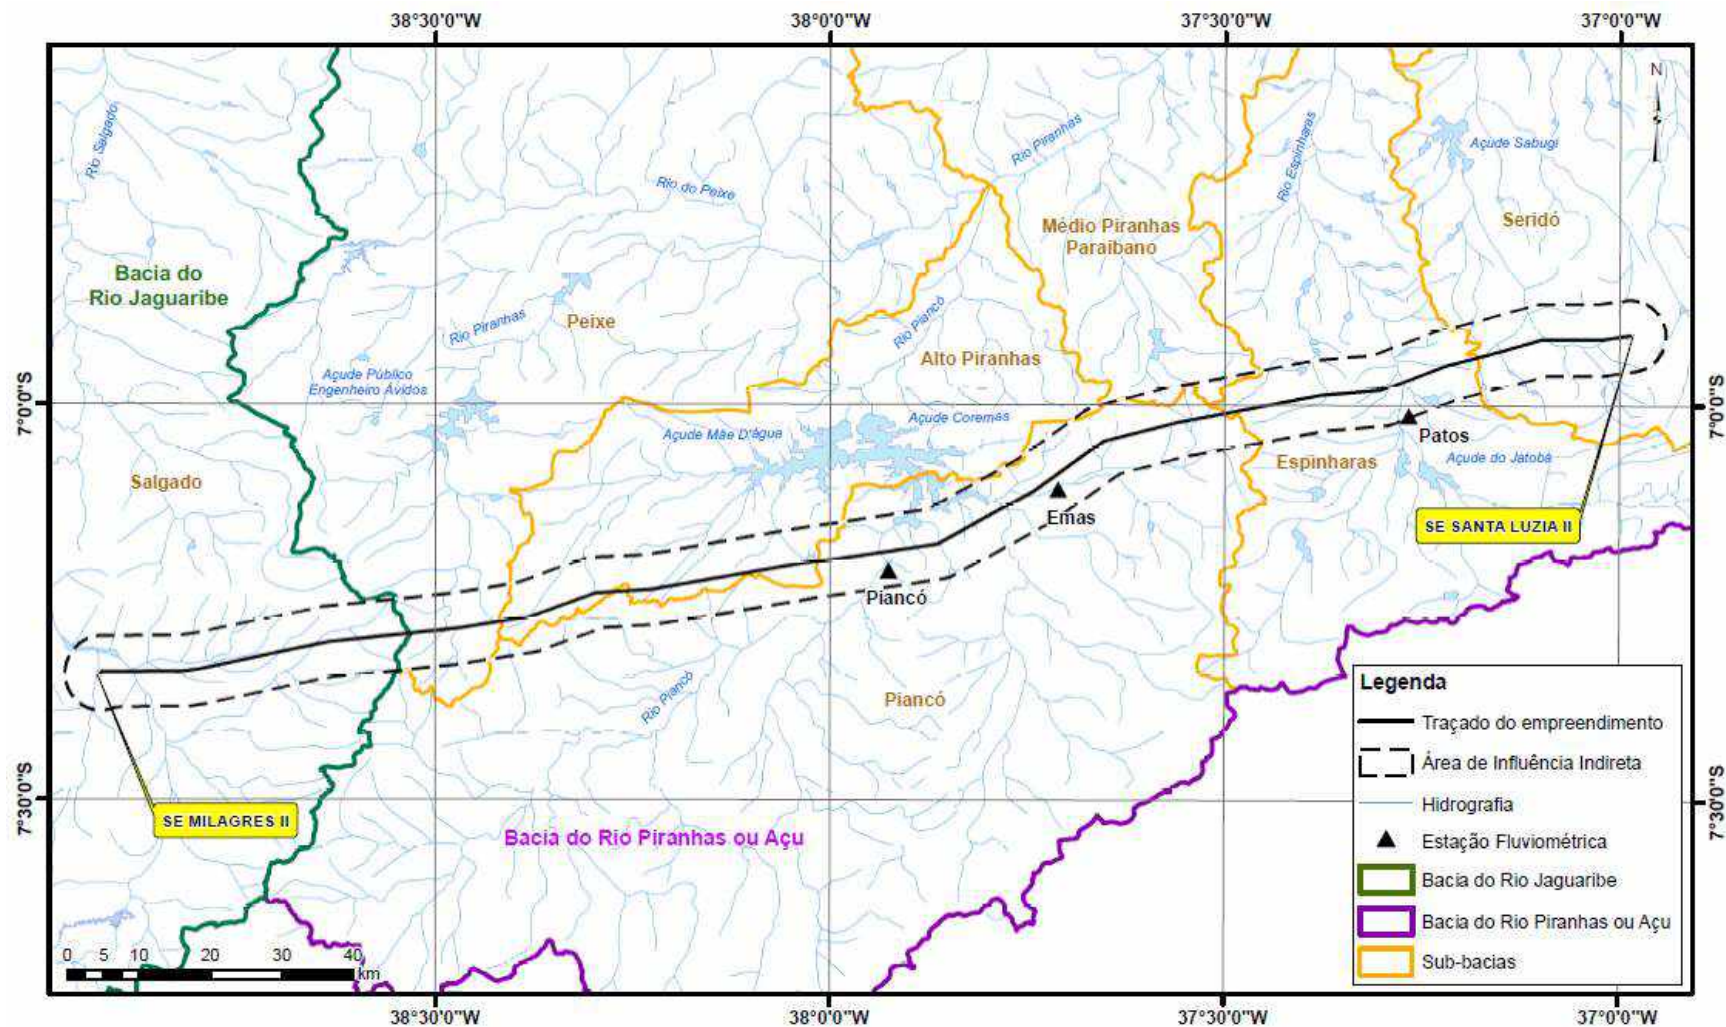 38°30'0"W
38°0'0"W
37°30'0"W
37°0'0"W
N
Rio Salgado
Rio Piranhas
Rio Espinharas
Açude Sabugi
Rio do Peixe
Médio Piranhas
Paraíbano
Seridó
Bacia do
Rio Jaguaribe
Rio Piranhas
Peixe
Rio Piancó
Alto Piranhas
Açude Público
Engenheiro Ávidos
7°0'0"S
7°0'0"S
Açude Mãe D'água
Açude Coremas
Patos
Salgado
Espinharas
Açude do Jatobá
Emas
SE SANTA LUZIA II
Piancó
Rio Piancó
Piancó
Legenda
Traçado do empreendimento
Área de Influência Indireta
Hidrografia
Estação Fluviométrica
Bacia do Rio Jaguaribe
Bacia do Rio Piranhas ou Açu
Sub-bacias
7°30'0"S
7°30'0"S
SE MILAGRES II
Bacia do Rio Piranhas ou Açu
0 5 10 20 30 40
km
38°30'0"W
38°0'0"W
37°30'0"W
37°0'0"W